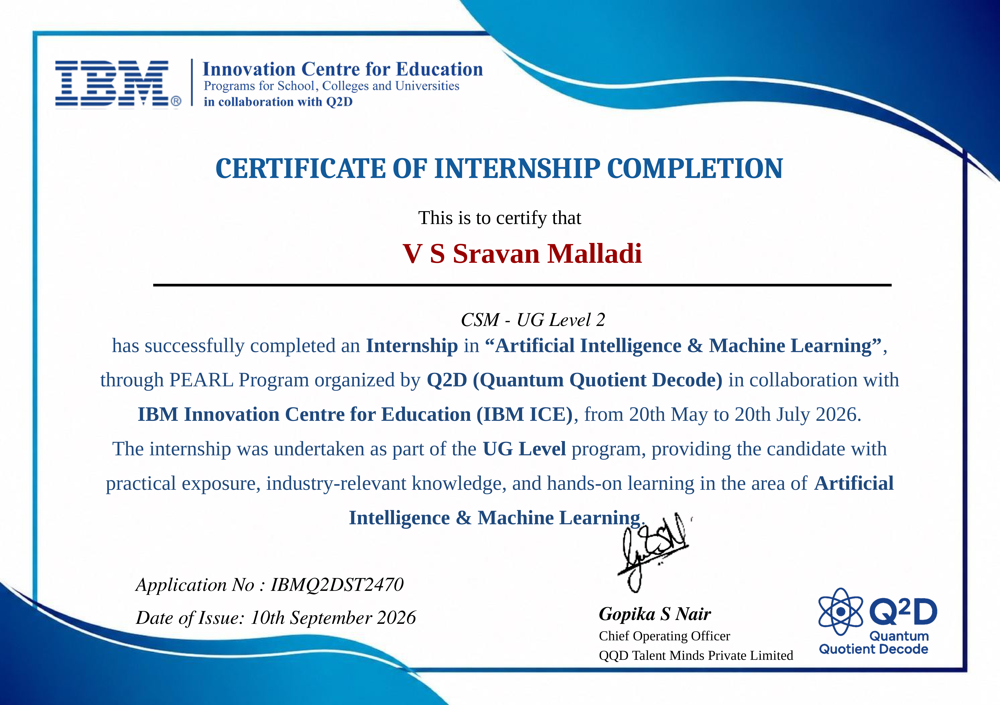 IBM®
Innovation Centre for Education
Programs for School, Colleges and Universities
in collaboration with Q2D
CERTIFICATE OF INTERNSHIP COMPLETION
This is to certify that
V S Sravan Malladi
CSM - UG Level 2
has successfully completed an Internship in “Artificial Intelligence & Machine Learning”,
through PEARL Program organized by Q2D (Quantum Quotient Decode) in collaboration with
IBM Innovation Centre for Education (IBM ICE), from 20th May to 20th July 2026.
The internship was undertaken as part of the UG Level program, providing the candidate with
practical exposure, industry-relevant knowledge, and hands-on learning in the area of Artificial
Intelligence & Machine Learning.
Application No : IBMQ2DST2470
Date of Issue: 10th September 2026
Gopika S Nair
Chief Operating Officer
QQD Talent Minds Private Limited
Q2D
Quantum
Quotient Decode